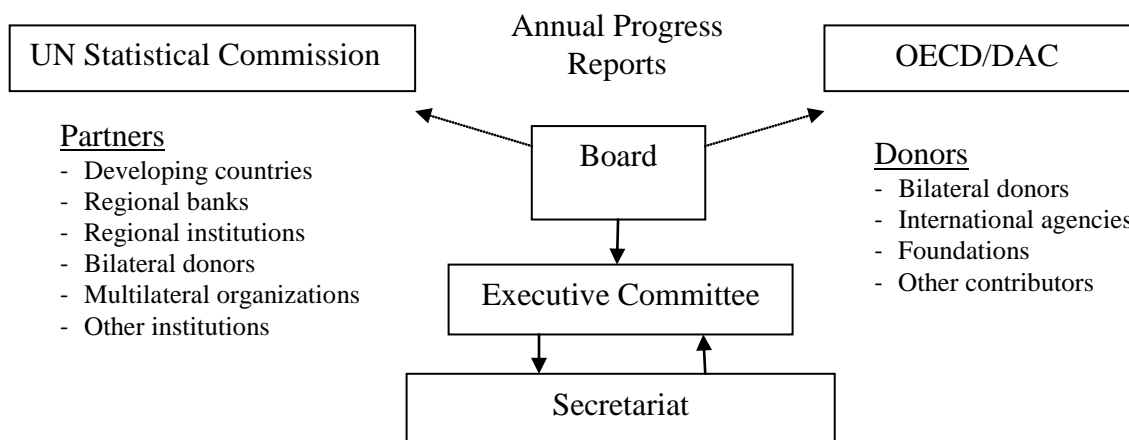 Annual Progress
Reports
UN Statistical Commission
OECD/DAC
Board
Partners
- Developing countries
- Regional banks
- Regional institutions
- Bilateral donors
- Multilateral organizations
- Other institutions
Donors
- Bilateral donors
- International agencies
- Foundations
- Other contributors
Executive Committee
Secretariat